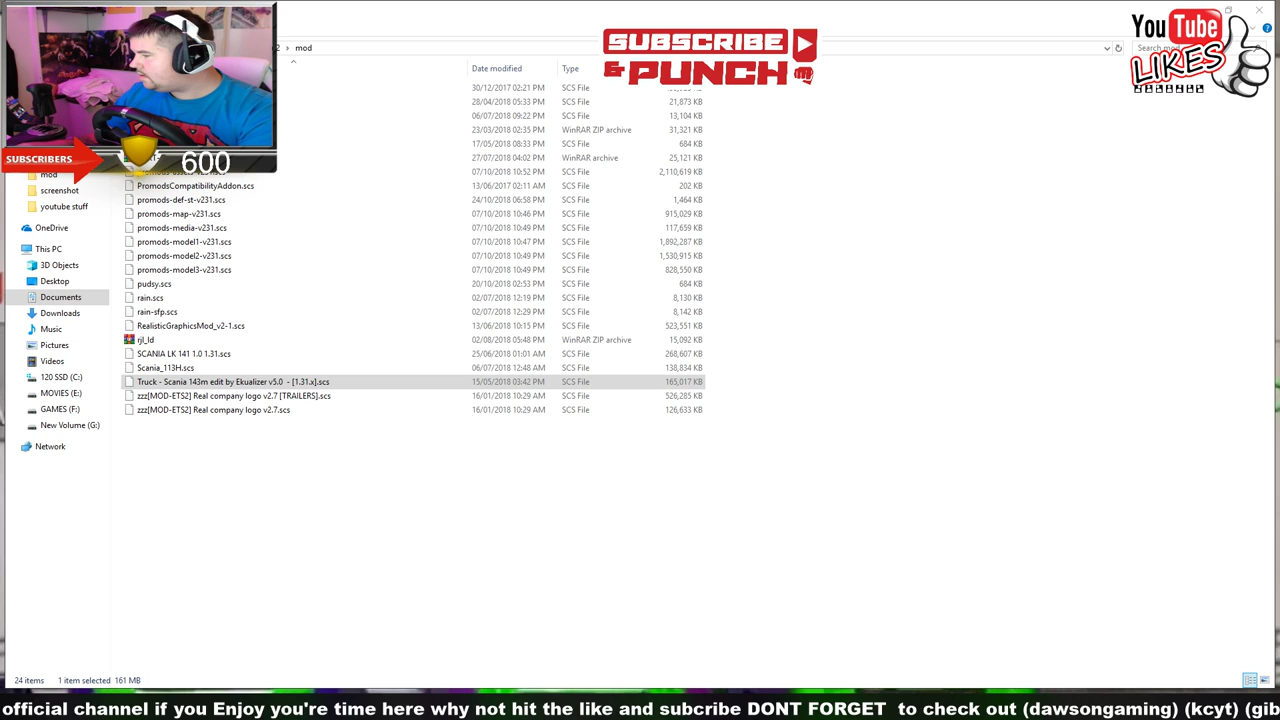 2 › mod
Search mod
SUBSCRIBE
& PUNCH
You Tube
LIKES
SUBSCRIBERS
600
Date modified Type
30/12/2017 02:21 PM SCS File
28/04/2018 05:33 PM SCS File 21,873 KB
06/07/2018 09:22 PM SCS File 13,104 KB
23/03/2018 02:35 PM WinRAR ZIP archive 31,321 KB
17/05/2018 08:33 PM SCS File 684 KB
27/07/2018 04:02 PM WinRAR archive 25,121 KB
07/10/2018 10:52 PM SCS File 2,110,619 KB
PromodsCompatibilityAddon.scs 13/06/2017 02:11 AM SCS File 202 KB
promods-def-st-v231.scs 24/10/2018 06:58 PM SCS File 1,464 KB
promods-map-v231.scs 07/10/2018 10:46 PM SCS File 915,029 KB
promods-media-v231.scs 07/10/2018 10:49 PM SCS File 117,659 KB
promods-model1-v231.scs 07/10/2018 10:47 PM SCS File 1,892,287 KB
promods-model2-v231.scs 07/10/2018 10:49 PM SCS File 1,530,915 KB
promods-model3-v231.scs 07/10/2018 10:49 PM SCS File 828,550 KB
pudsy.scs 20/10/2018 02:53 PM SCS File 684 KB
rain.scs 02/07/2018 12:19 PM SCS File 8,130 KB
rain-sfp.scs 02/07/2018 12:29 PM SCS File 8,142 KB
RealisticGraphicsMod_v2-1.scs 13/06/2018 10:15 PM SCS File 523,551 KB
rjl_ld 02/08/2018 05:48 PM WinRAR ZIP archive 15,092 KB
SCANIA LK 141 1.0 1.31.scs 25/06/2018 01:01 AM SCS File 268,607 KB
Scania_113H.scs 06/07/2018 12:48 AM SCS File 138,834 KB
Truck - Scania 143m edit by Ekualizer v5.0 - [1.31.x].scs 15/05/2018 03:42 PM SCS File 165,017 KB
zzz[MOD-ETS2] Real company logo v2.7 [TRAILERS].scs 16/01/2018 10:29 AM SCS File 526,285 KB
zzz[MOD-ETS2] Real company logo v2.7.scs 16/01/2018 10:29 AM SCS File 126,633 KB
mod
screenshot
youtube stuff
OneDrive
This PC
3D Objects
Desktop
Documents
Downloads
Music
Pictures
Videos
120 SSD (C:)
MOVIES (E:)
GAMES (F:)
New Volume (G:)
Network
24 items 1 item selected 161 MB
official channel if you Enjoy you're time here why not hit the like and subcribe DONT FORGET to check out (dawsongaming) (kcyt) (gib